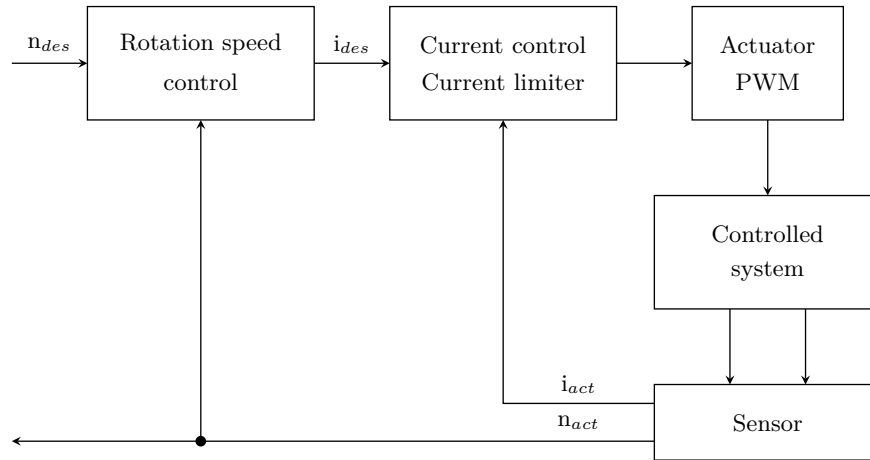 n_des
Rotation speed
control
i_des
Current control
Current limiter
Actuator
PWM
Controlled
system
i_act
n_act
Sensor